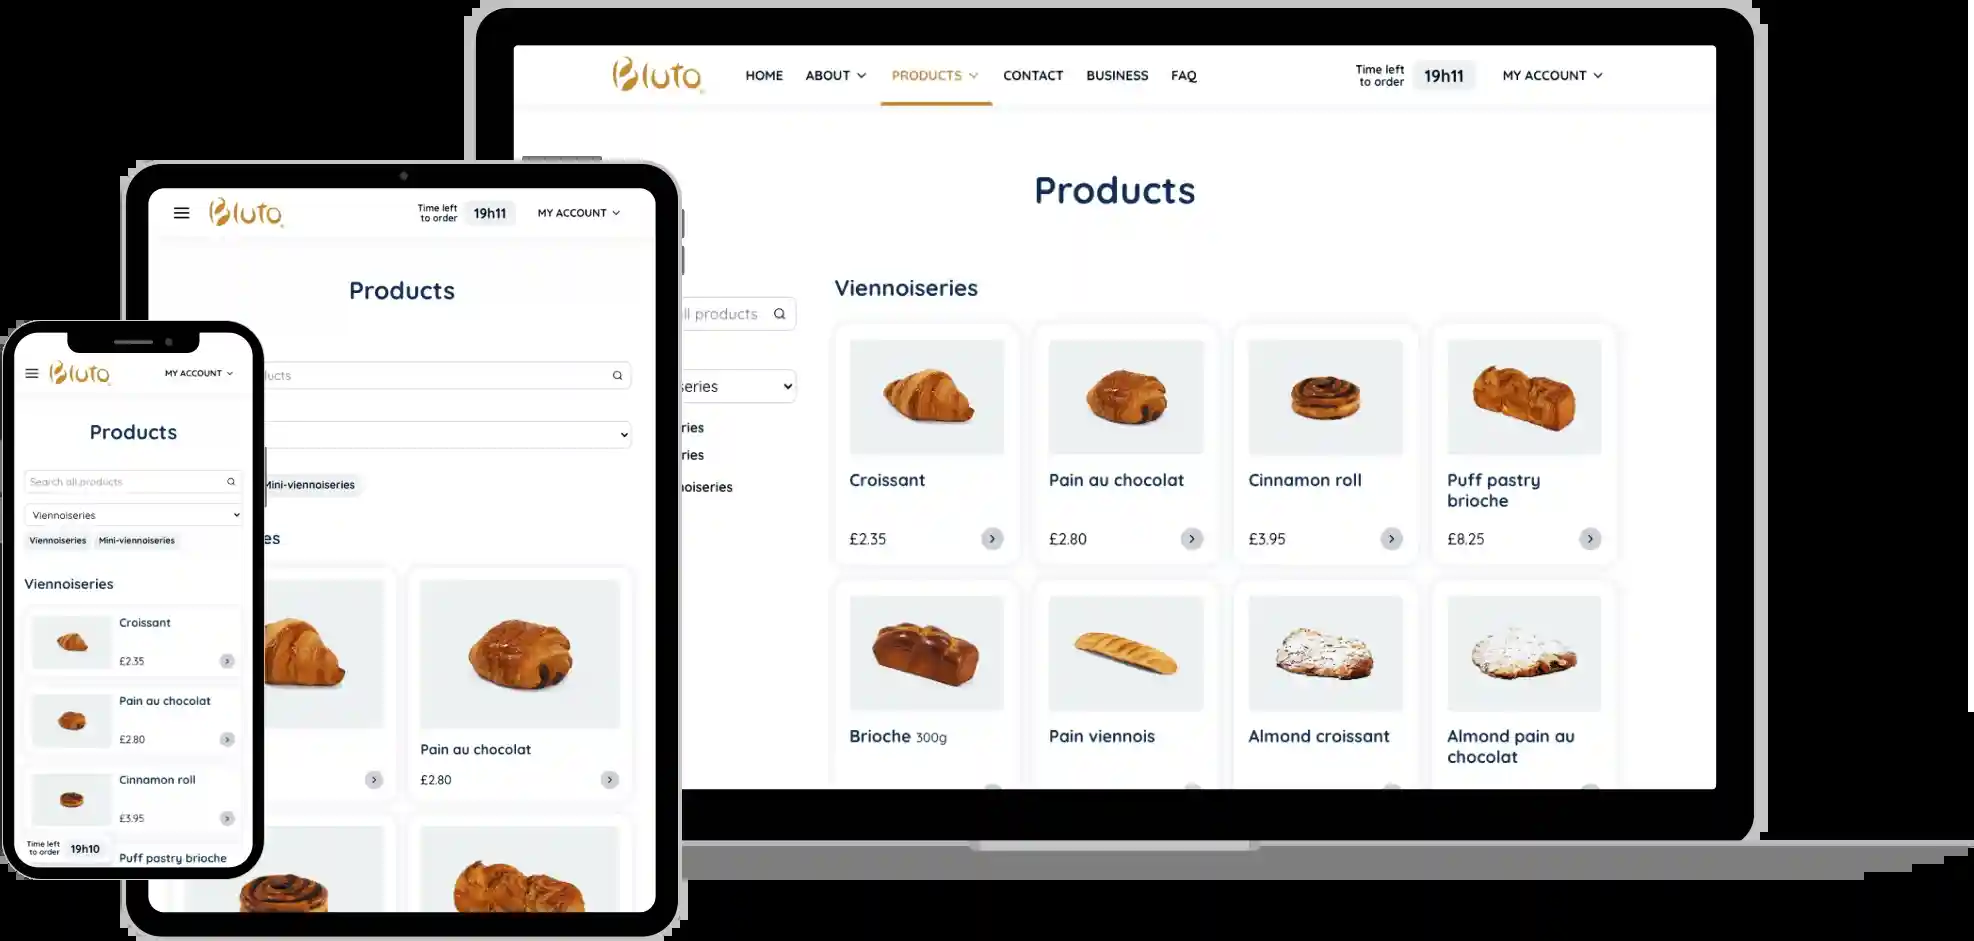 Bluto
HOME ABOUT PRODUCTS CONTACT BUSINESS FAQ
Time left
to order
19h11
MY ACCOUNT
Products
ll products
eries
ries
ries
noiseries
Viennoiseries
Croissant
£2.35
Pain au chocolat
£2.80
Cinnamon roll
£3.95
Puff pastry
brioche
£8.25
Brioche 300g
Pain viennois
Almond croissant
Almond pain au
chocolat
Bluto
Time left
to order
19h11
MY ACCOUNT
Products
ucts
Mini-viennoiseries
es
Pain au chocolat
£2.80
Bluto
MY ACCOUNT
Products
Search all products
Viennoiseries
Viennoiseries Mini-viennoiseries
Viennoiseries
Croissant
£2.35
Pain au chocolat
£2.80
Cinnamon roll
£3.95
Puff pastry brioche
Time left
to order
19h10